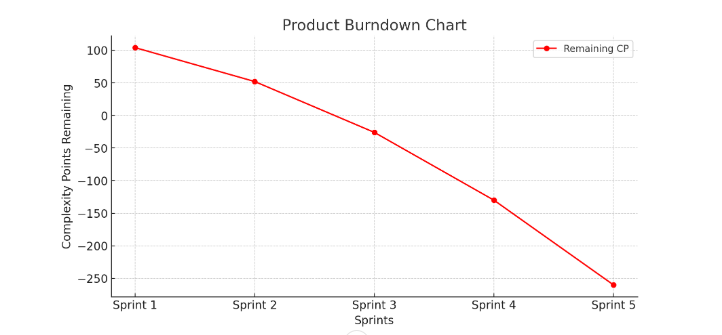 Product Burndown Chart
Remaining CP
Complexity Points Remaining
100
50
0
−50
−100
−150
−200
−250
Sprint 1
Sprint 2
Sprint 3
Sprint 4
Sprint 5
Sprints